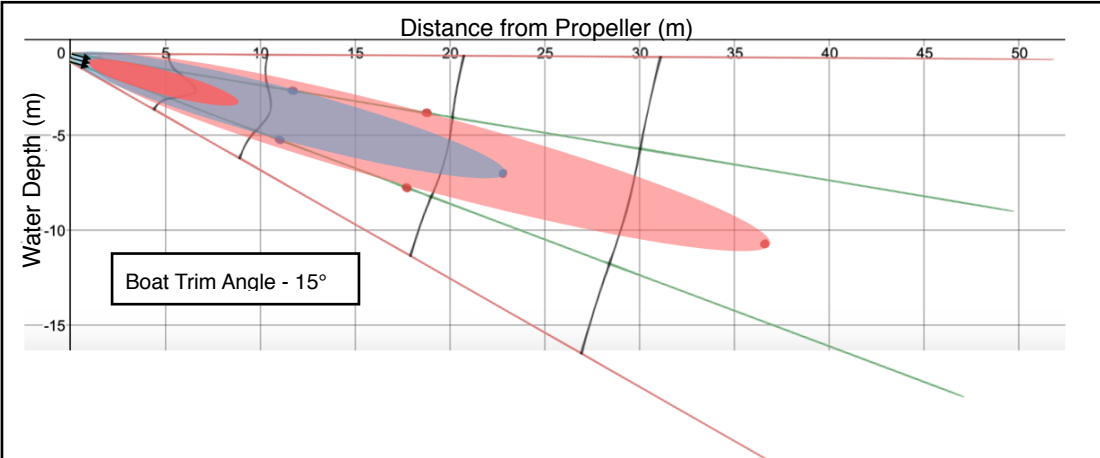 Distance from Propeller (m)
0 5 10 15 20 25 30 35 40 45 50
-5
-10
-15
Water Depth (m)
Boat Trim Angle - 15°